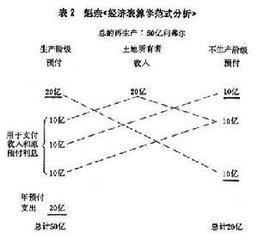 表2 魁奈<经济表算学范式分析>
总的再生产：50亿利弗尔
生产阶级 土地所有者 不生产阶级
预付 收入 预付
20亿 20亿 10亿
10亿 10亿
用于支付
收入和原
预付利息
10亿
10亿 10亿
年预付
支出 20亿
总计50亿 总计20亿